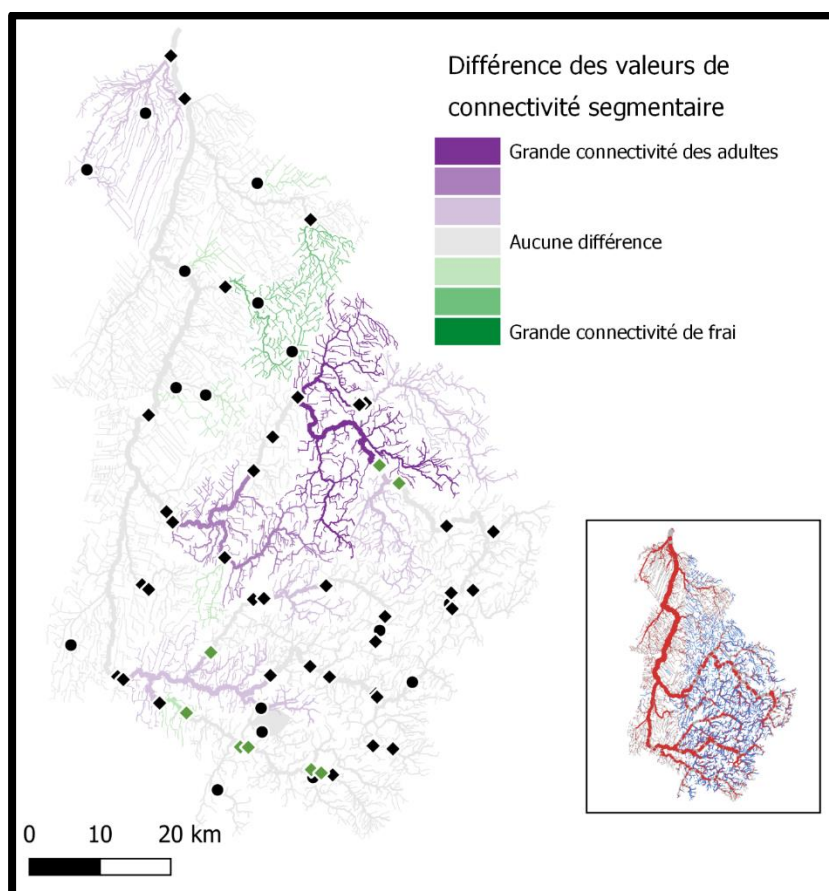 Différence des valeurs de
connectivité segmentaire
Grande connectivité des adultes
Aucune différence
Grande connectivité de frai
0 10 20 km